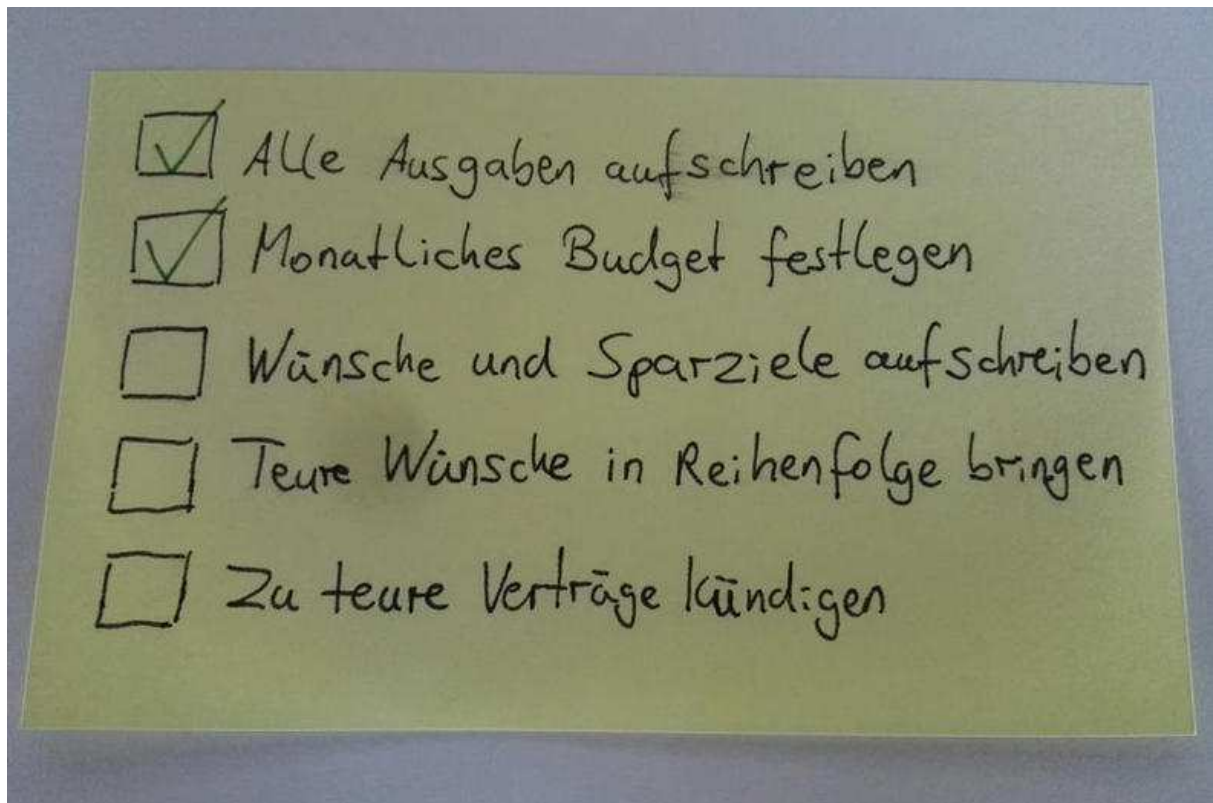 Alle Ausgaben aufschreiben
Monatliches Budget festlegen
Wünsche und Sparziele aufschreiben
Teure Wünsche in Reihenfolge bringen
Zu teure Verträge kündigen